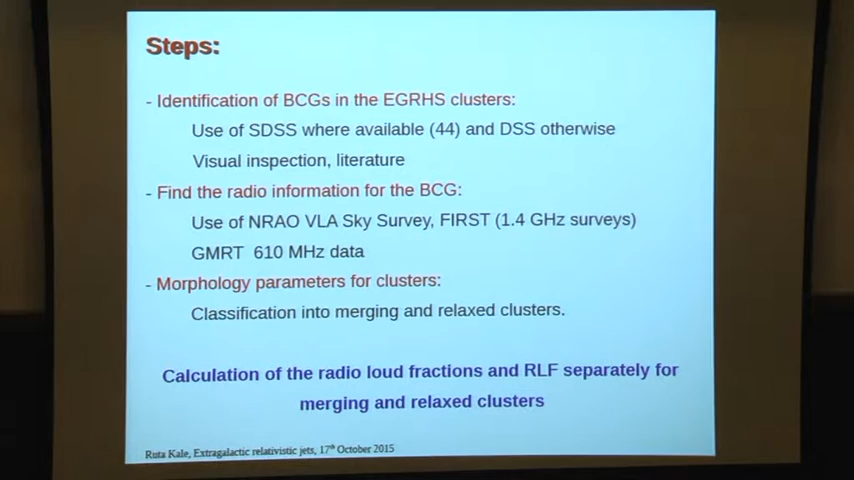 Steps:
- Identification of BCGs in the EGRHS clusters:
Use of SDSS where available (44) and DSS otherwise
Visual inspection, literature
- Find the radio information for the BCG:
Use of NRAO VLA Sky Survey, FIRST (1.4 GHz surveys)
GMRT 610 MHz data
- Morphology parameters for clusters:
Classification into merging and relaxed clusters.
Calculation of the radio loud fractions and RLF separately for
merging and relaxed clusters
Ruta Kale, Extragalactic relativistic jets, 17th October 2015